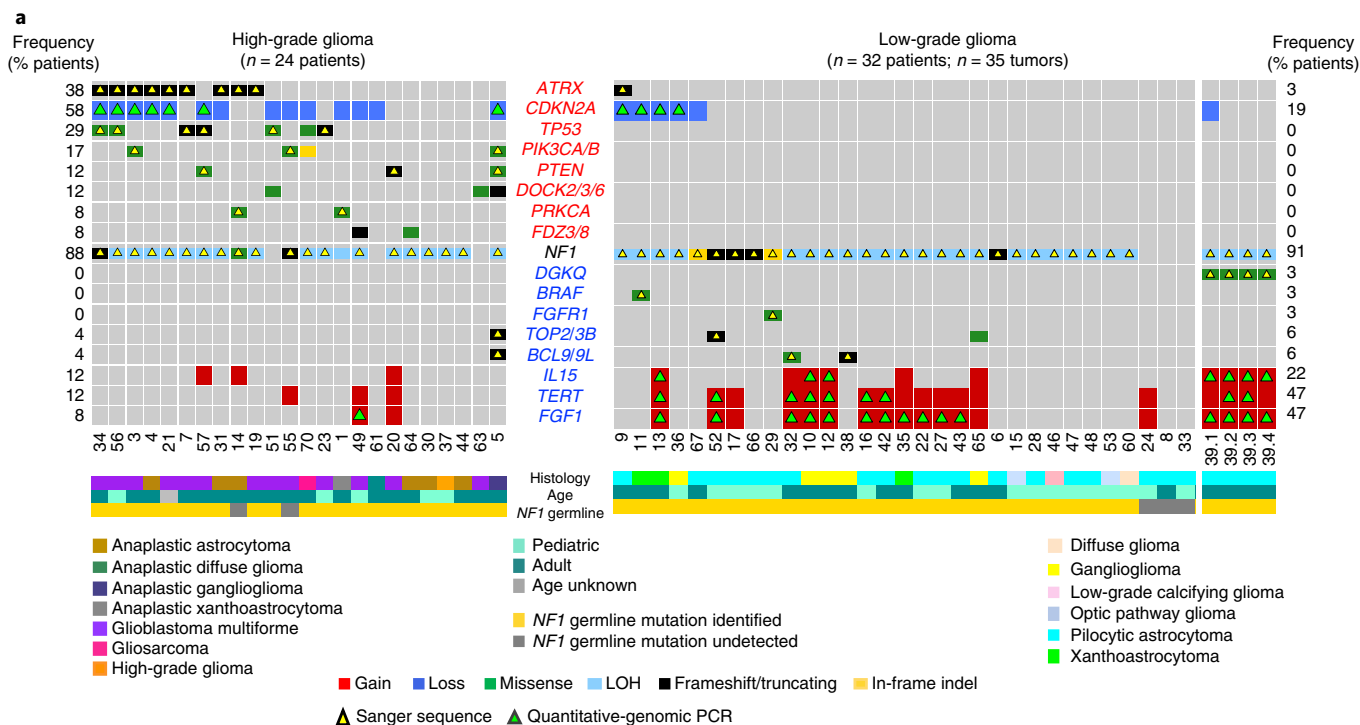 a
Frequency (% patients)
High-grade glioma
(n = 24 patients)
Low-grade glioma
(n = 32 patients; n = 35 tumors)
Frequency (% patients)
38 ATRX 3
58 CDKN2A 19
29 TP53 0
17 PIK3CA/B 0
12 PTEN 0
12 DOCK2/3/6 0
8 PRKCA 0
8 FDZ3/8 0
88 NF1 91
0 DGKQ 3
0 BRAF 3
0 FGFR1 3
4 TOP2/3B 6
4 BCL9/9L 6
12 IL15 22
12 TERT 47
8 FGF1 47
34 56 3 4 21 7 57 31 14 19 51 55 70 23 1 49 61 20 64 30 37 44 63 5
9 11 13 36 67 52 17 66 29 32 10 12 38 16 42 35 22 27 43 65 6 15 28 46 47 48 53 60 24 8 33
39.1 39.2 39.3 39.4
Histology
Age
NF1 germline
Anaplastic astrocytoma
Anaplastic diffuse glioma
Anaplastic ganglioglioma
Anaplastic xanthoastrocytoma
Glioblastoma multiforme
Gliosarcoma
High-grade glioma
Pediatric
Adult
Age unknown
NF1 germline mutation identified
NF1 germline mutation undetected
Diffuse glioma
Ganglioglioma
Low-grade calcifying glioma
Optic pathway glioma
Pilocytic astrocytoma
Xanthoastrocytoma
Gain Loss Missense LOH Frameshift/truncating In-frame indel
Sanger sequence Quantitative-genomic PCR